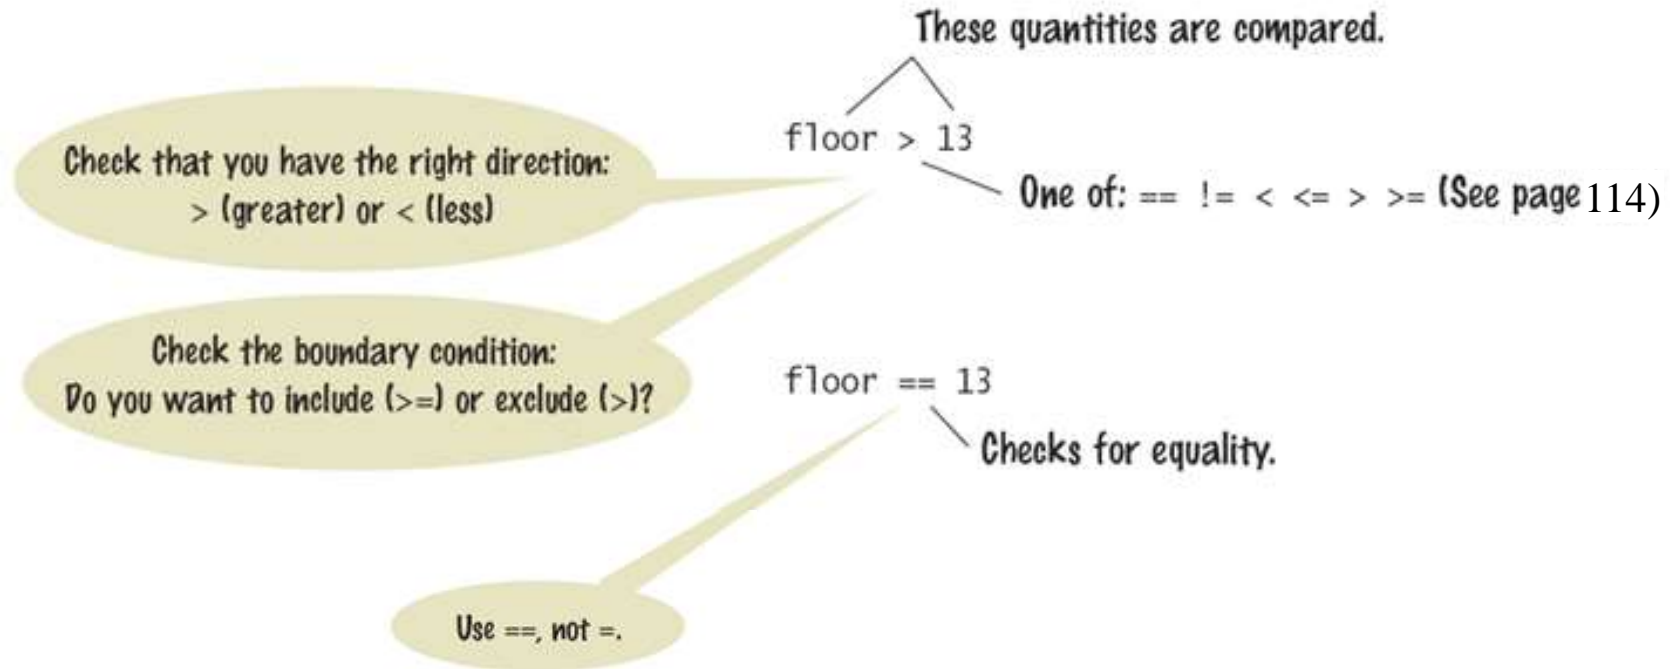 These quantities are compared.
floor > 13
One of: == != < <= > >= (See page 114)
Check that you have the right direction:
> (greater) or < (less)
Check the boundary condition:
Do you want to include (>=) or exclude (>)?
floor == 13
Checks for equality.
Use ==, not =.